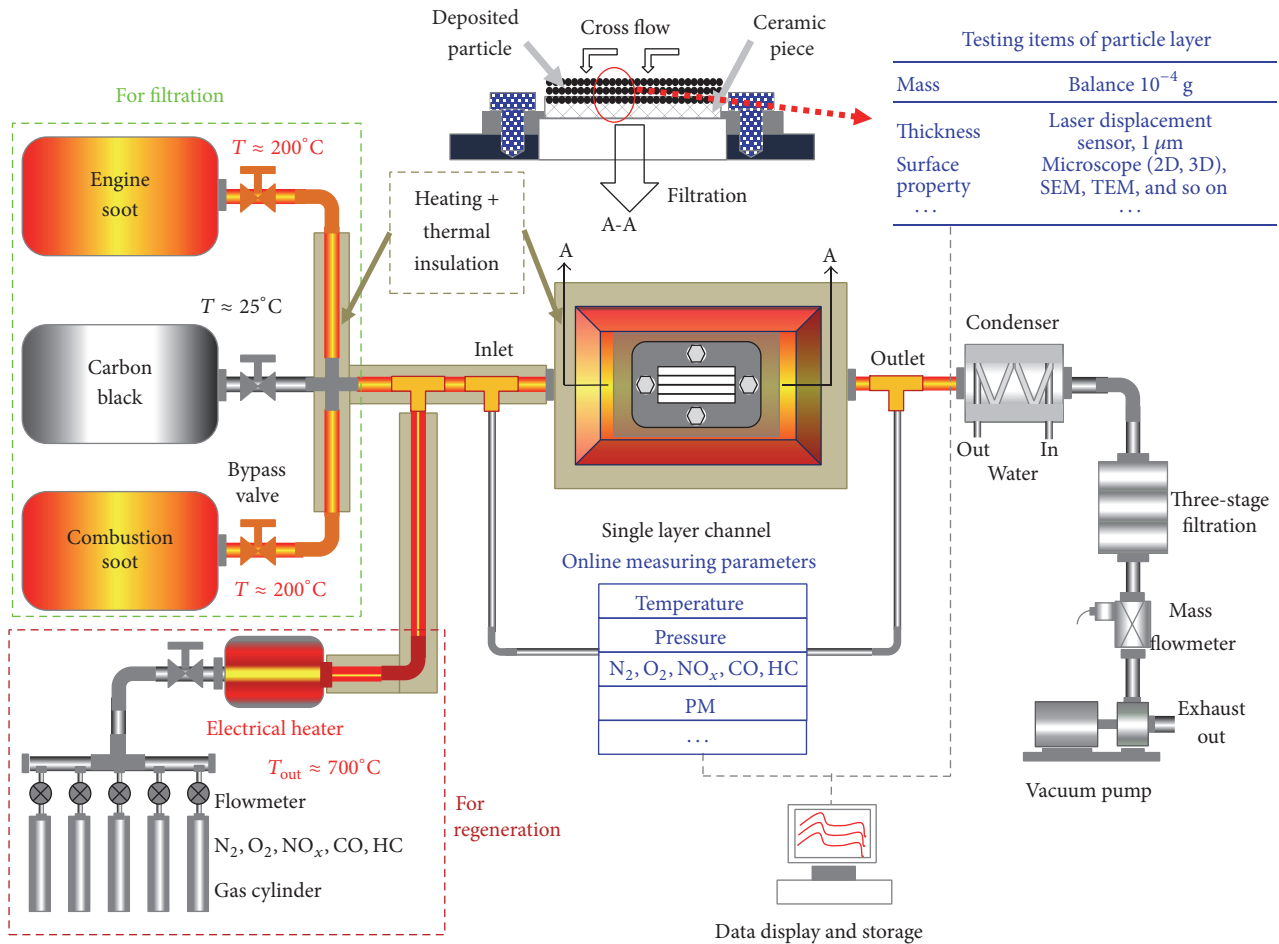 Deposited
particle
Cross flow
Ceramic
piece
Filtration
A-A
Testing items of particle layer
Mass
Balance 10⁻⁴ g
Thickness
Laser displacement
sensor, 1 μm
Surface
property
Microscope (2D, 3D),
SEM, TEM, and so on
...
...
For filtration
T ≈ 200°C
Engine
soot
Heating +
thermal
insulation
T ≈ 25°C
Carbon
black
Bypass
valve
Combustion
soot
T ≈ 200°C
Inlet
A
A
Outlet
Condenser
Out
In
Water
Three-stage
filtration
Mass
flowmeter
Exhaust
out
Vacuum pump
Single layer channel
Online measuring parameters
Temperature
Pressure
N₂, O₂, NOₓ, CO, HC
PM
...
Electrical heater
T_out ≈ 700°C
Flowmeter
N₂, O₂, NOₓ, CO, HC
Gas cylinder
For
regeneration
Data display and storage